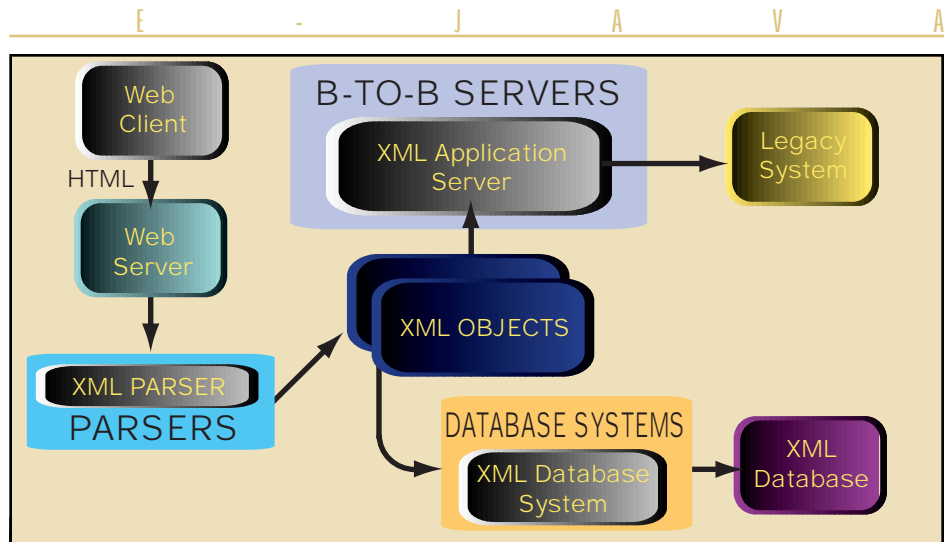 E - J A V A
Web
Client
HTML
Web
Server
XML PARSER
PARSERS
B-TO-B SERVERS
XML Application
Server
Legacy
System
XML OBJECTS
DATABASE SYSTEMS
XML Database
System
XML
Database